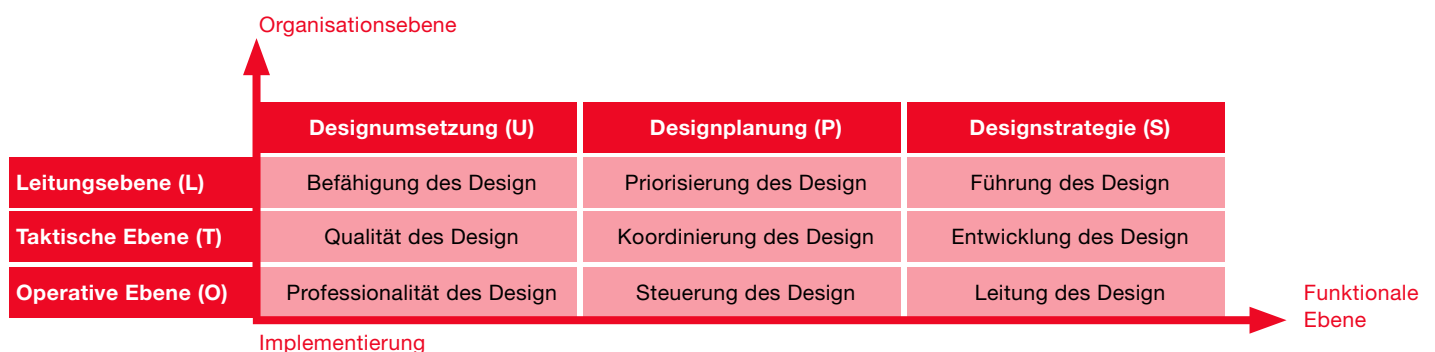 Organisationsebene
Designumsetzung (U) Designplanung (P) Designstrategie (S)
Leitungsebene (L) Befähigung des Design Priorisierung des Design Führung des Design
Taktische Ebene (T) Qualität des Design Koordinierung des Design Entwicklung des Design
Operative Ebene (O) Professionalität des Design Steuerung des Design Leitung des Design
Funktionale
Ebene
Implementierung